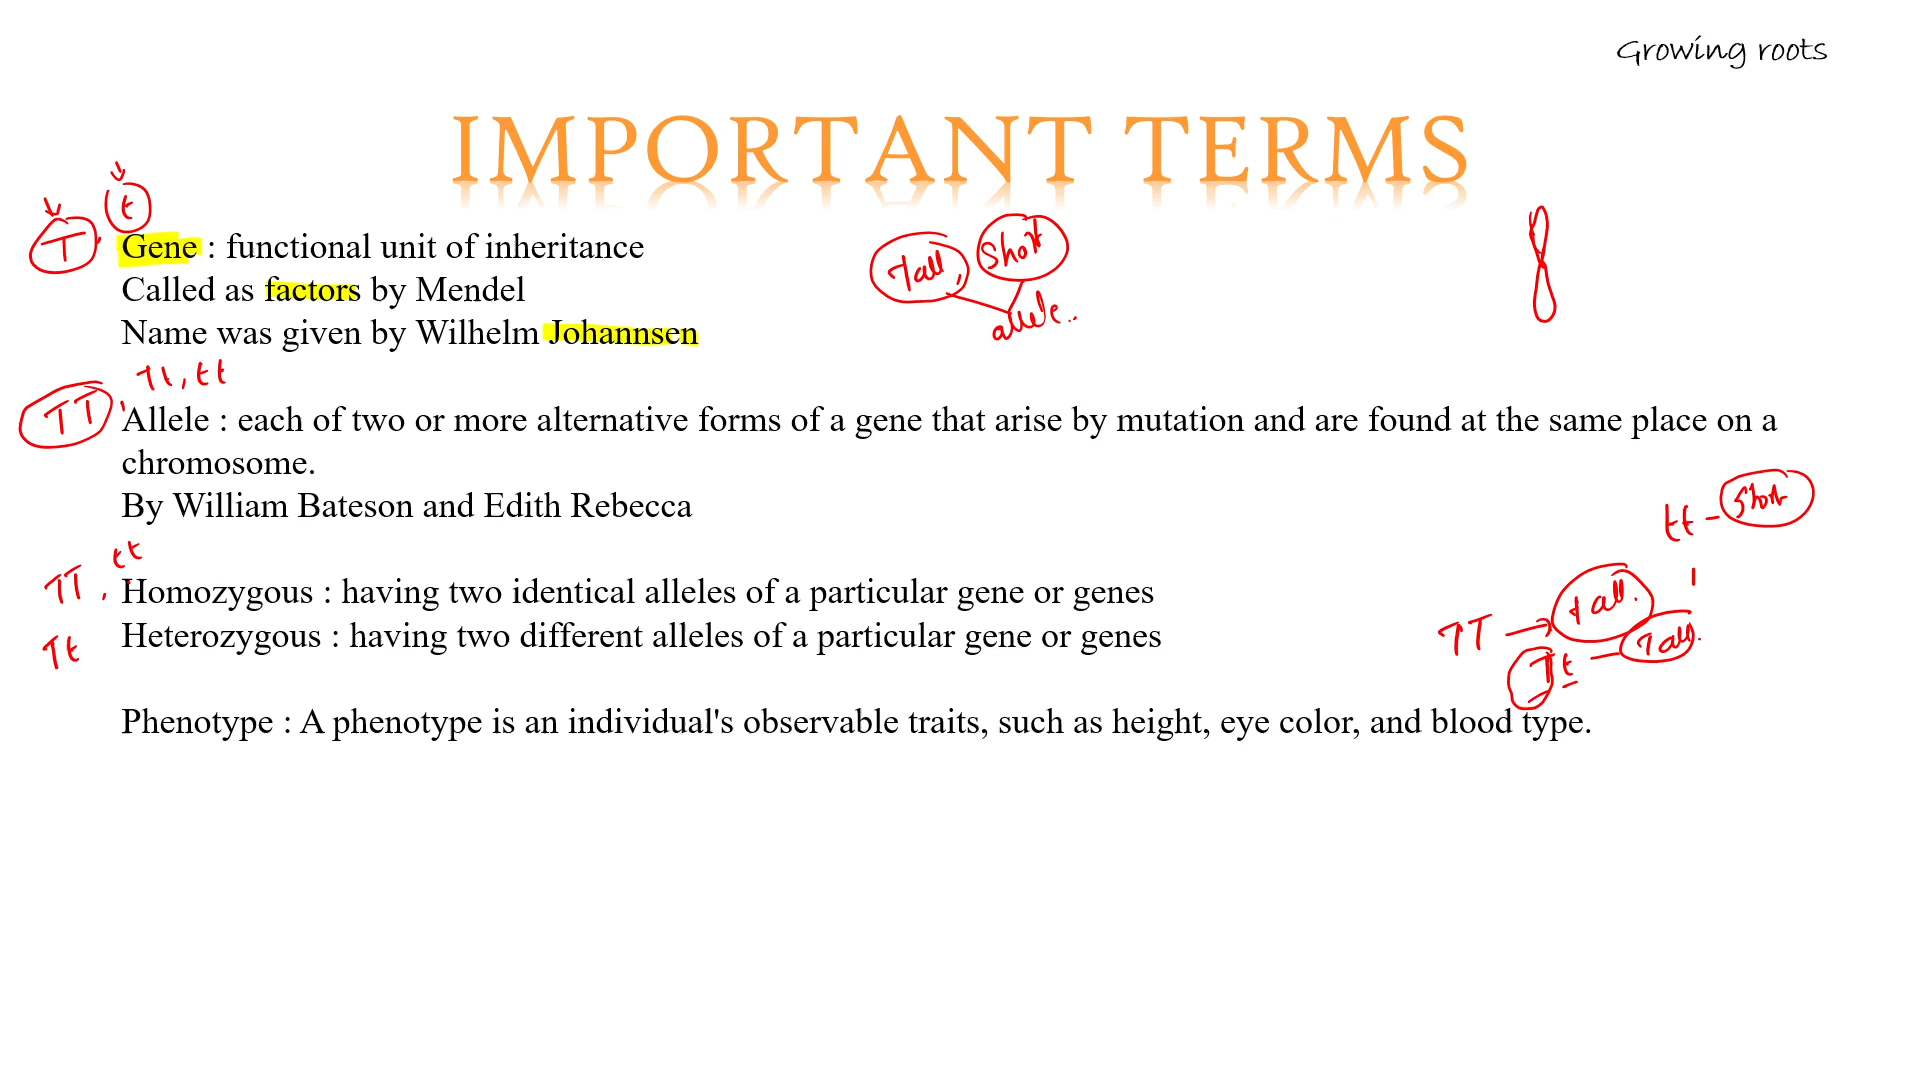 Growing roots
IMPORTANT TERMS
t
T, Gene : functional unit of inheritance
Tall, Short
allele..
Called as factors by Mendel
Name was given by Wilhelm Johannsen
Tt, tt
TT, Allele : each of two or more alternative forms of a gene that arise by mutation and are found at the same place on a
chromosome.
By William Bateson and Edith Rebecca
tt - Short
tt
TT, Homozygous : having two identical alleles of a particular gene or genes
TT → tall.
Tt Heterozygous : having two different alleles of a particular gene or genes
Tt - Tall.
Phenotype : A phenotype is an individual's observable traits, such as height, eye color, and blood type.